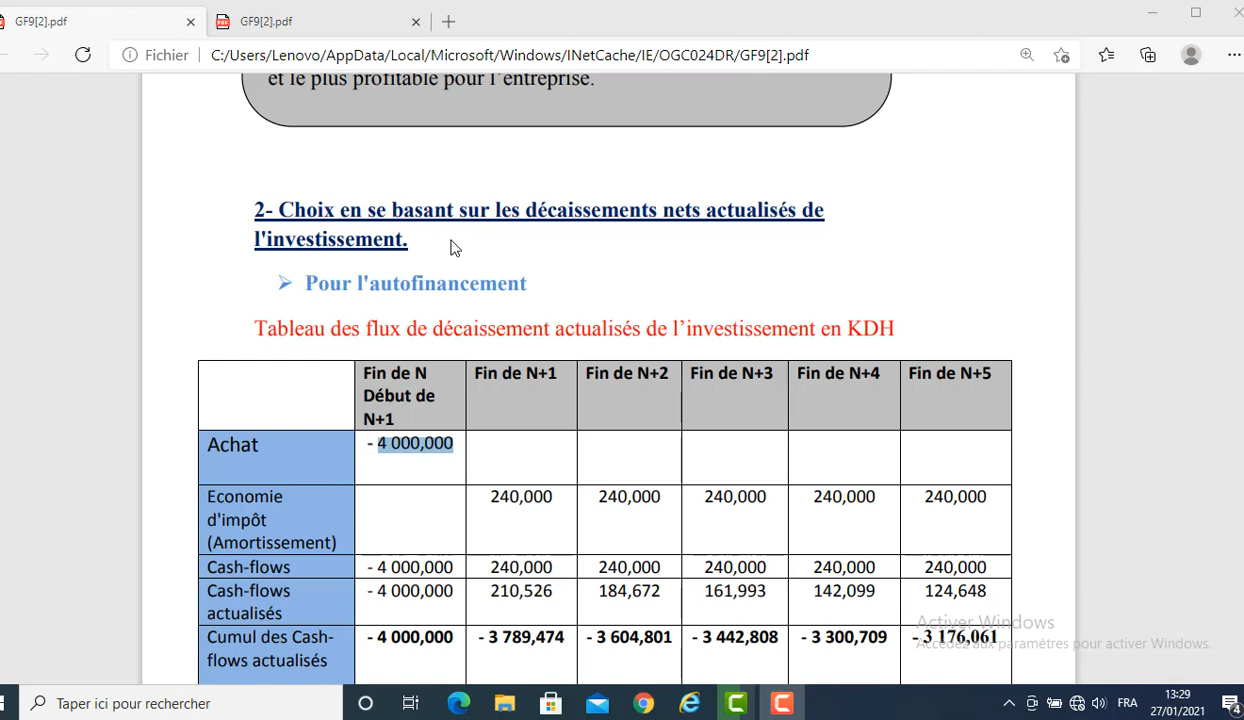 GF9[2].pdf
GF9[2].pdf
Fichier C:/Users/Lenovo/AppData/Local/Microsoft/Windows/INetCache/IE/OGC024DR/GF9[2].pdf
et le plus profitable pour l'entreprise.
2- Choix en se basant sur les décaissements nets actualisés de
l'investissement.
➢ Pour l'autofinancement
Tableau des flux de décaissement actualisés de l'investissement en KDH
Fin de N Début de N+1 Fin de N+1 Fin de N+2 Fin de N+3 Fin de N+4 Fin de N+5
Achat - 4 000,000
Economie d'impôt (Amortissement) 240,000 240,000 240,000 240,000 240,000
Cash-flows - 4 000,000 240,000 240,000 240,000 240,000 240,000
Cash-flows actualisés - 4 000,000 210,526 184,672 161,993 142,099 124,648
Cumul des Cash-flows actualisés - 4 000,000 - 3 789,474 - 3 604,801 - 3 442,808 - 3 300,709 - 3 176,061
Activer Windows
Accédez aux paramètres pour activer Windows.
Taper ici pour rechercher
FRA
13:29
27/01/2021
4